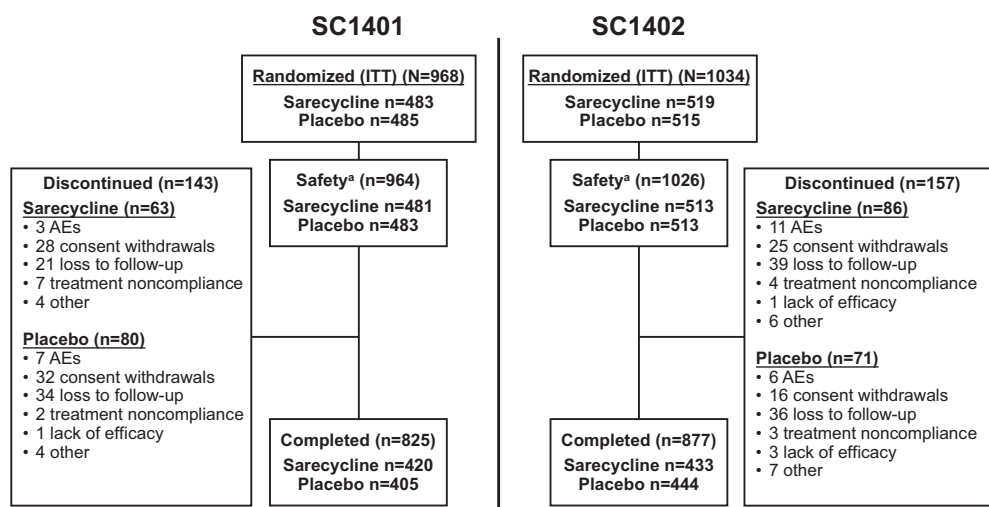 SC1401
Randomized (ITT) (N=968)
Sarecycline n=483
Placebo n=485
Safetyᵃ (n=964)
Sarecycline n=481
Placebo n=483
Discontinued (n=143)
Sarecycline (n=63)
• 3 AEs
• 28 consent withdrawals
• 21 loss to follow-up
• 7 treatment noncompliance
• 4 other
Placebo (n=80)
• 7 AEs
• 32 consent withdrawals
• 34 loss to follow-up
• 2 treatment noncompliance
• 1 lack of efficacy
• 4 other
Completed (n=825)
Sarecycline n=420
Placebo n=405
SC1402
Randomized (ITT) (N=1034)
Sarecycline n=519
Placebo n=515
Safetyᵃ (n=1026)
Sarecycline n=513
Placebo n=513
Discontinued (n=157)
Sarecycline (n=86)
• 11 AEs
• 25 consent withdrawals
• 39 loss to follow-up
• 4 treatment noncompliance
• 1 lack of efficacy
• 6 other
Placebo (n=71)
• 6 AEs
• 16 consent withdrawals
• 36 loss to follow-up
• 3 treatment noncompliance
• 3 lack of efficacy
• 7 other
Completed (n=877)
Sarecycline n=433
Placebo n=444